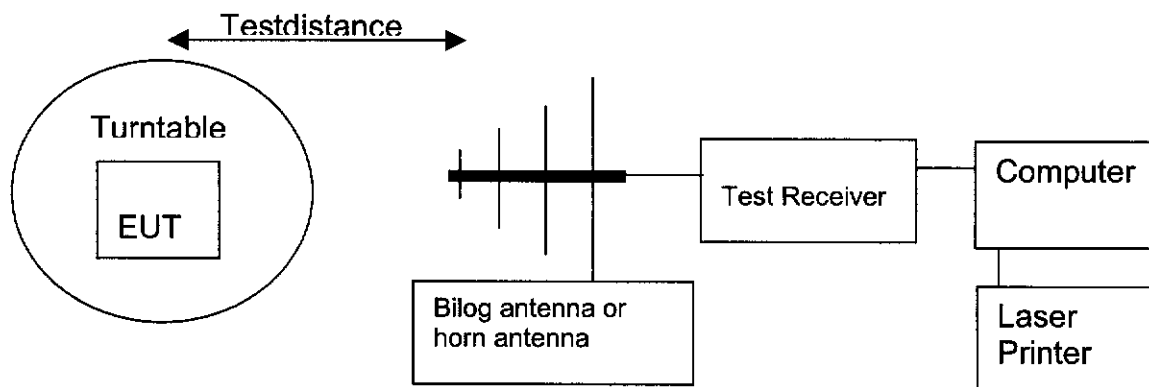 Testdistance
Turntable
EUT
Test Receiver
Computer
Bilog antenna or
horn antenna
Laser
Printer